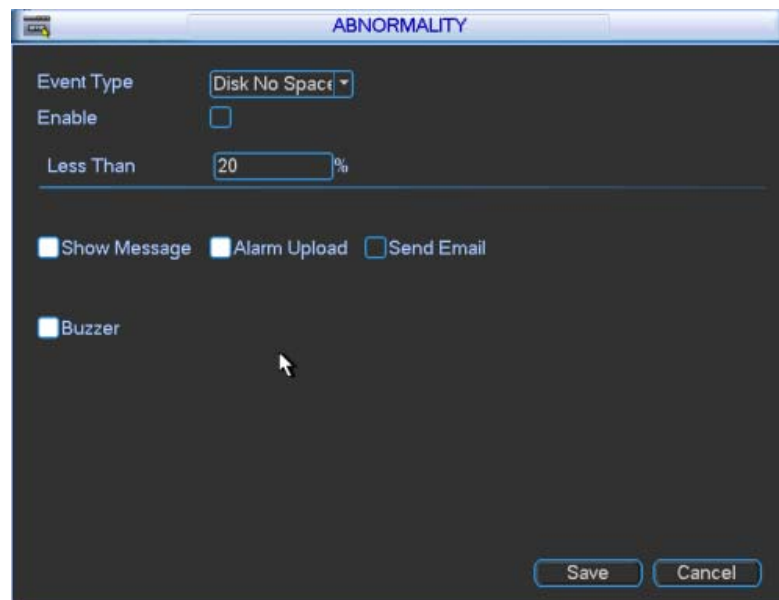 ABNORMALITY
Event Type Disk No Space
Enable
Less Than 20 %
Show Message Alarm Upload Send Email
Buzzer
Save Cancel